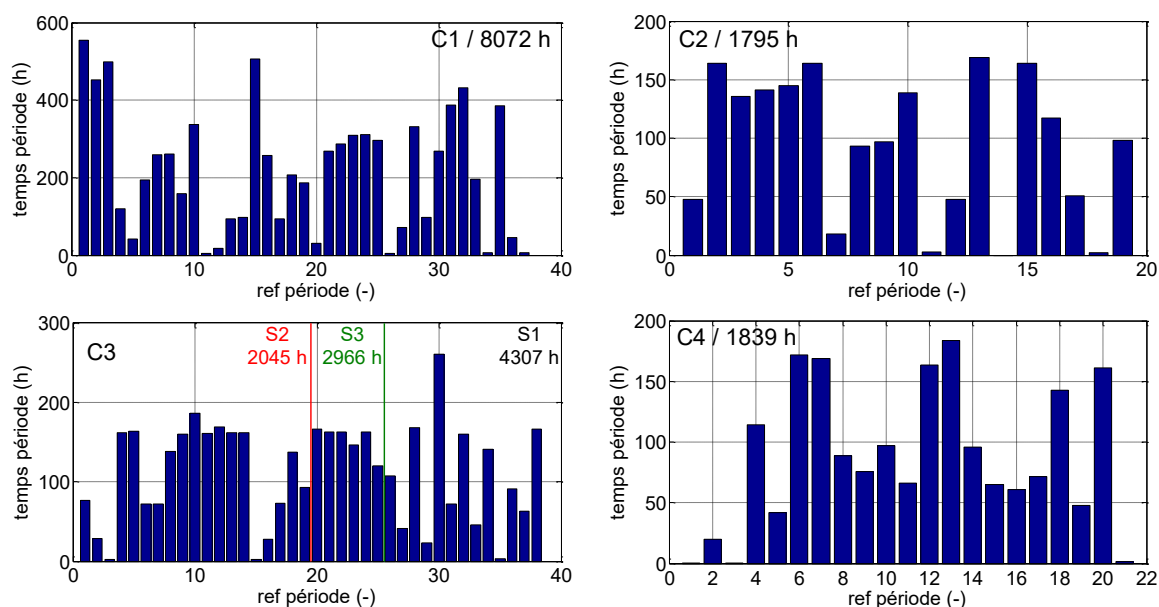 C1 / 8072 h
600
400
200
0
temps période (h)
0 10 20 30 40
ref période (-)
C2 / 1795 h
200
150
100
50
0
temps période (h)
0 5 10 15 20
ref période (-)
C3
S2
2045 h
S3
2966 h
S1
4307 h
300
200
100
0
temps période (h)
0 10 20 30 40
ref période (-)
C4 / 1839 h
200
150
100
50
0
temps période (h)
0 2 4 6 8 10 12 14 16 18 20 22
ref période (-)